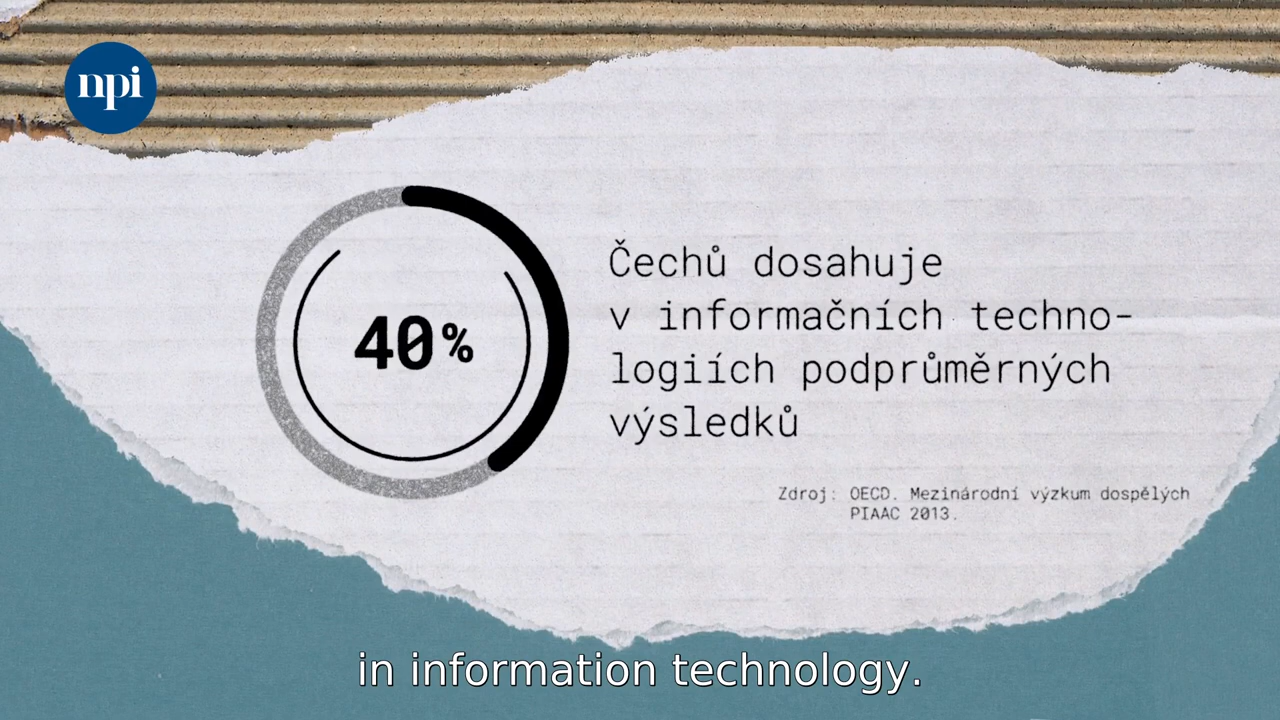 npi
40%
Čechů dosahuje
v informačních techno-
logiích podprůměrných
výsledků
Zdroj: OECD. Mezinárodní výzkum dospělých
PIAAC 2013.
in information technology.